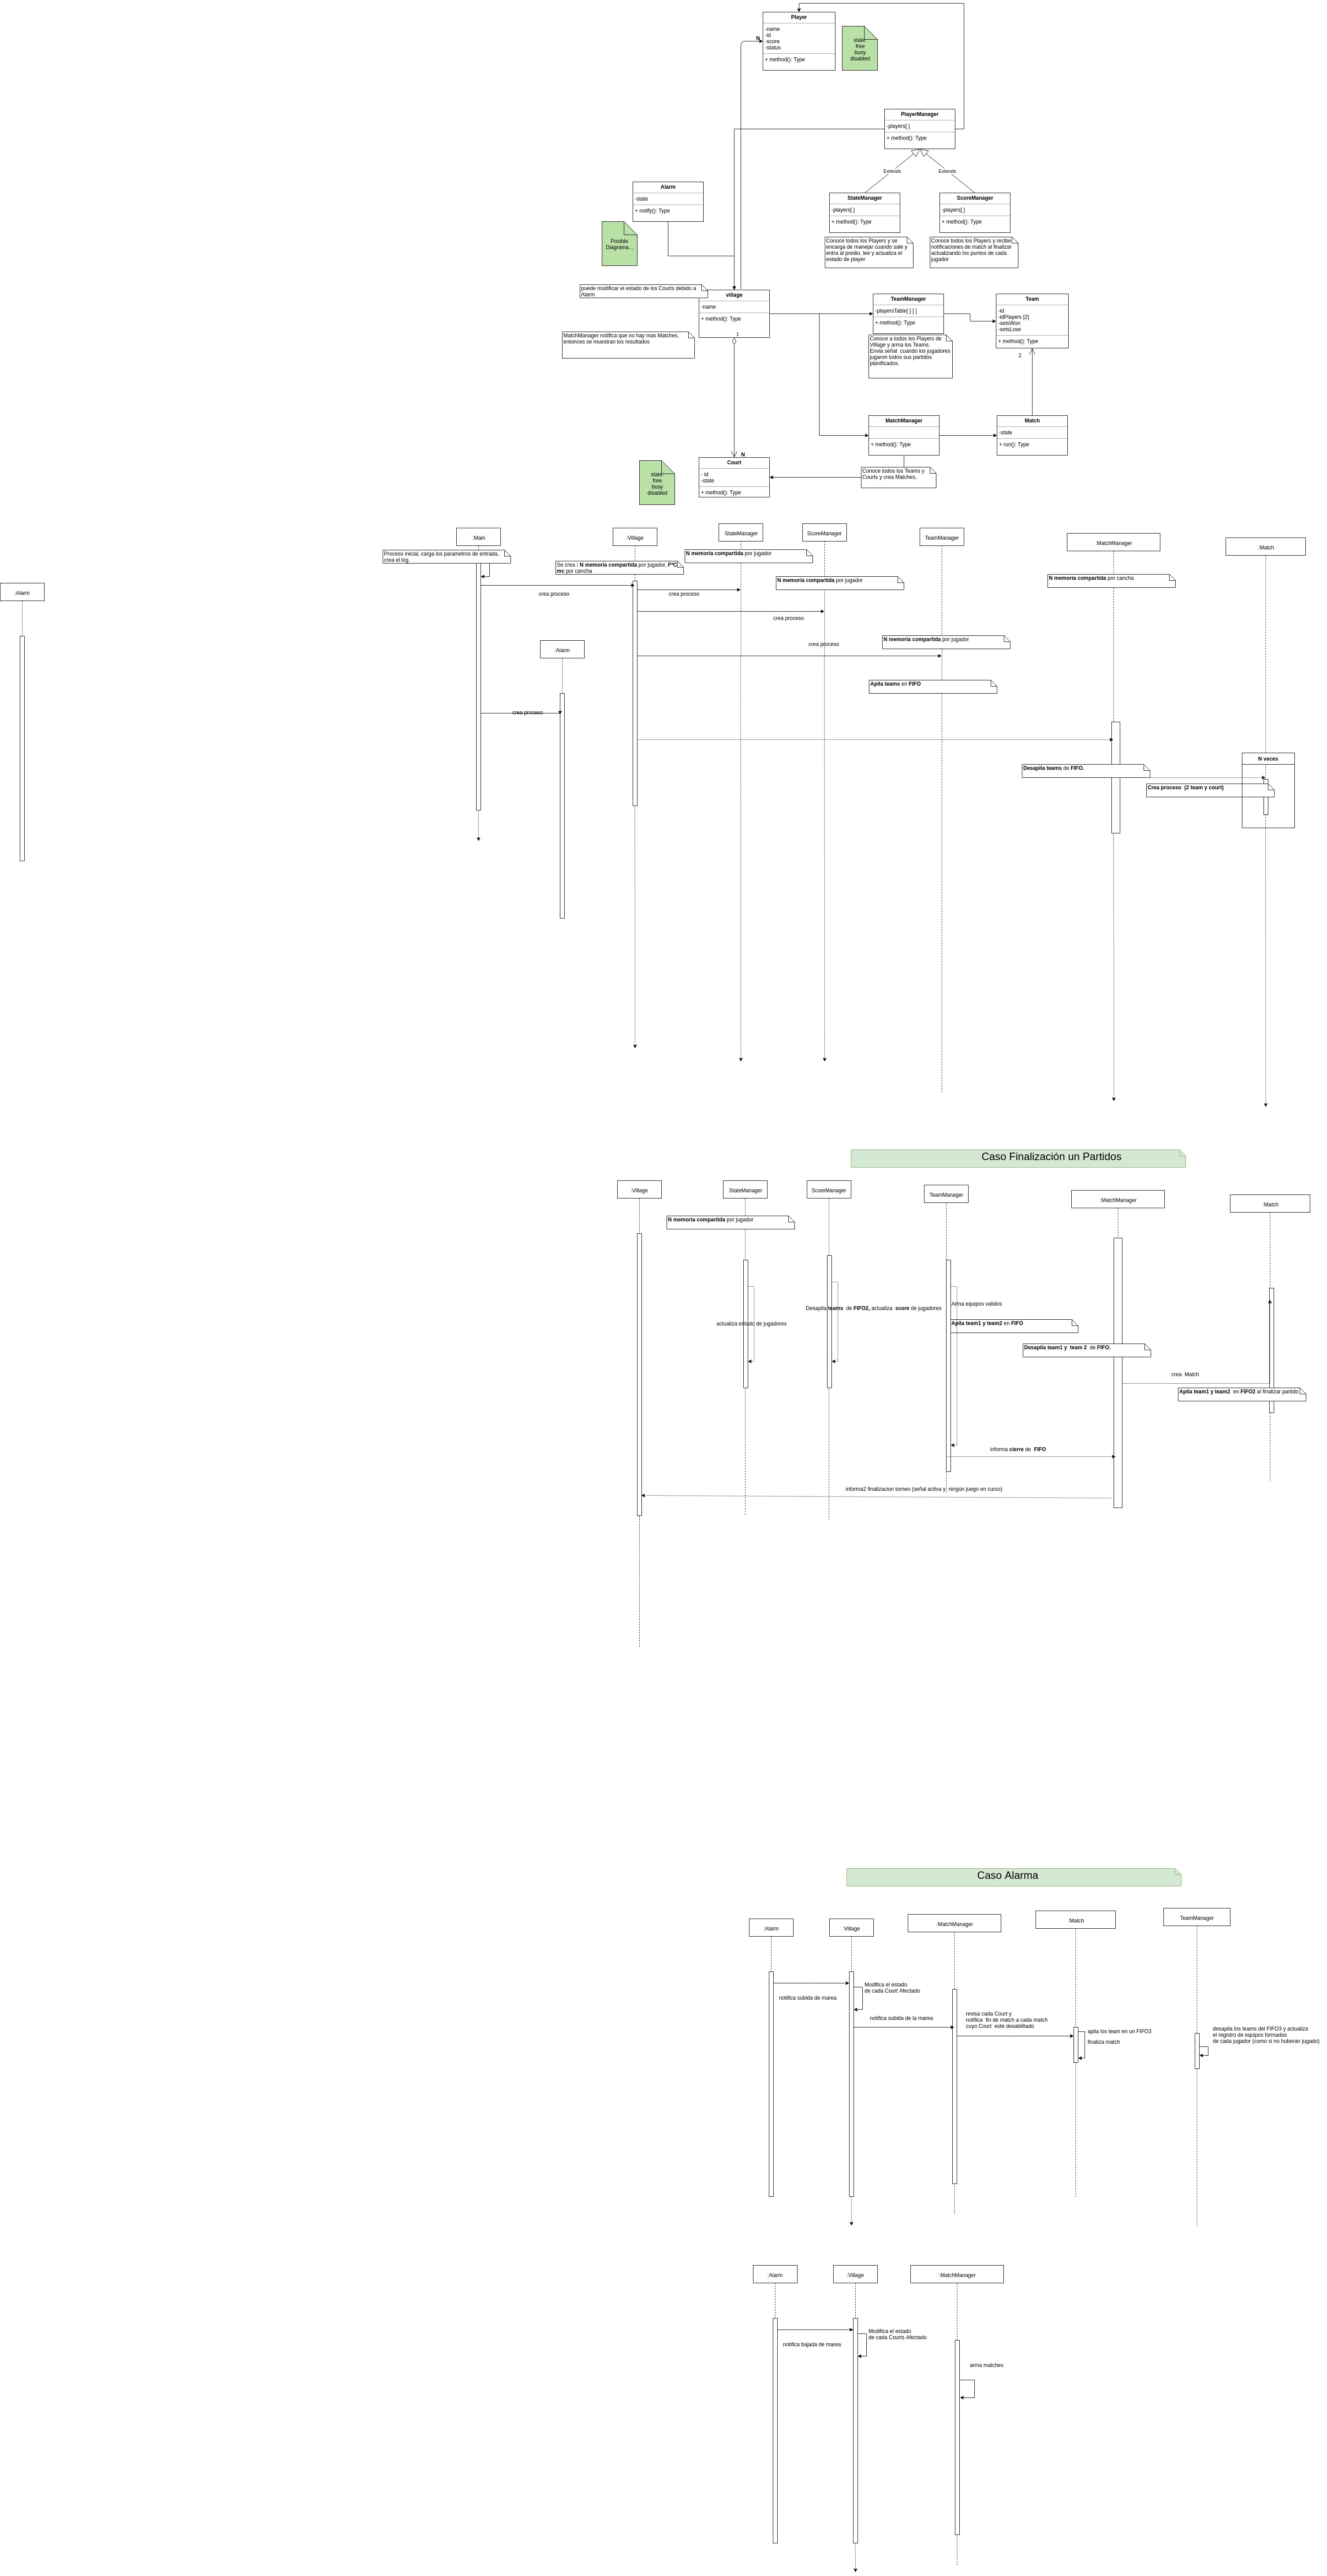 Player
-name
-id
-score
-status
+ method(): Type
N
state:
free
busy
disabled
PlayerManager
-players[ ]
+ method(): Type
Extends
Extends
Alarm
-state
+ notify(): Type
StateManager
-players[ ]
+ method(): Type
ScoreManager
-players[ ]
+ method(): Type
Posible
Diagrama...
Conoce todos los Players y se
encarga de manejar cuando sale y
entra al predio, lee y actualiza el
estado de player
Conoce todos los Players y recibe
notificaciones de match al finalizar
actualizando los puntos de cada
jugador
puede modificar el estado de los Courts debido a
Alarm
village
-name
+ method(): Type
1
TeamManager
-playersTable[ ] [ ]
+ method(): Type
Team
-id
-idPlayers [2]
-setsWon
-setsLose
+ method(): Type
2
MatchManager notifica que no hay mas Matches,
entonces se muestran los resultados
Conoce a todos los Players de
Village y arma los Teams.
Envia señal  cuando los jugadores
jugaron todos sus partidos
planificados.
MatchManager
+ method(): Type
Match
-state
+ run(): Type
N
Court
- id
-state
+ method(): Type
state:
free
busy
disabled
Conoce todos los Teams y
Courts y crea Matches,
:Main
:Village
StateManager
ScoreManager
TeamManager
:MatchManager
:Match
Proceso inicial, carga los parametros de entrada,
crea el log.
Se crea : N memoria compartida por jugador, F*C
mc por cancha
N memoria compartida por jugador
N memoria compartida por jugador
N memoria compartida por cancha
:Alarm
crea proceso
crea proceso
crea proceso
crea proceso
N memoria compartida por jugador
:Alarm
Apila teams en FIFO
crea proceso
N veces
Desapila teams de FIFO.
Crea proceso  (2 team y court)
Caso Finalización un Partidos
:Village
StateManager
ScoreManager
TeamManager
:MatchManager
:Match
N memoria compartida por jugador
Arma equipos validos
Desapila teams  de FIFO2, actualiza  score de jugadores
actualiza estado de jugadores
Apila team1 y team2 en FIFO
Desapila team1 y  team 2  de FIFO.
crea  Match
Apila team1 y team2  en FIFO2 al finalizar partido
informa cierre de  FIFO
informa2 finalizacion torneo (señal activa y  ningún juego en curso)
Caso Alarma
:Alarm
:Village
:MatchManager
:Match
TeamManager
Modifica el estado
de cada Court Afectado
notifica subida de marea
notifica subida de la marea
revisa cada Court y
notifica  fin de match a cada match
cuyo Court  esté desabilitado
apila los team en un FIFO3
finaliza match
desapila los teams del FIFO3 y actualiza
el registro de equipos formados
de cada jugador (como si no huberan jugado)
:Alarm
:Village
:MatchManager
Modifica el estado
de cada Courts Afectado
notifica bajada de marea
arma matches